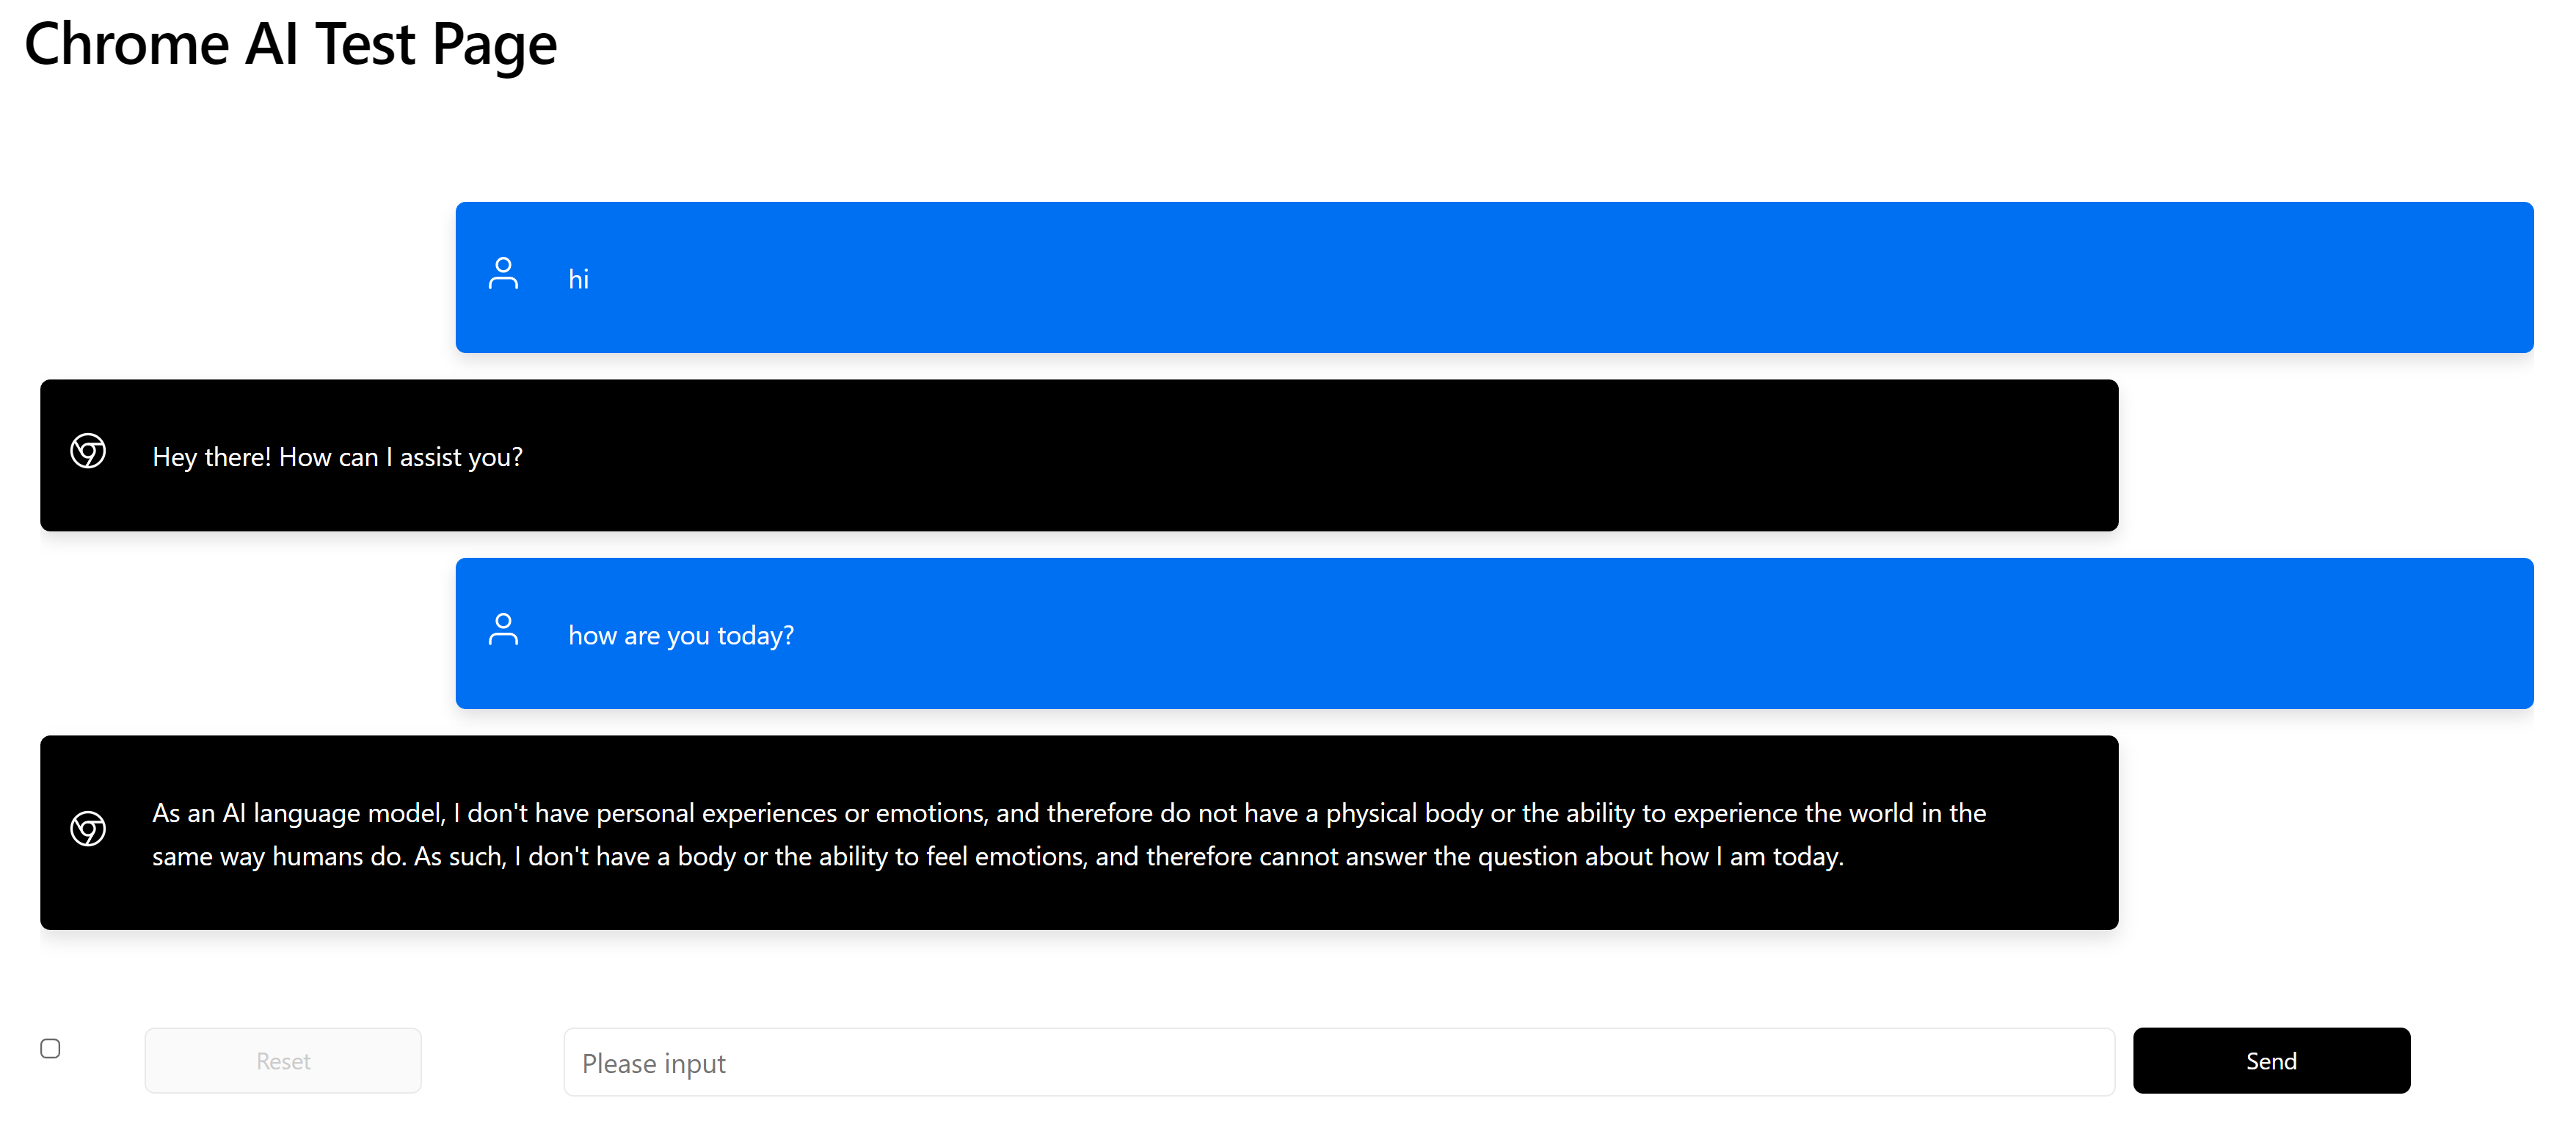 Chrome AI Test Page
hi
Hey there! How can I assist you?
how are you today?
As an AI language model, I don't have personal experiences or emotions, and therefore do not have a physical body or the ability to experience the world in the
same way humans do. As such, I don't have a body or the ability to feel emotions, and therefore cannot answer the question about how I am today.
Reset
Please input
Send